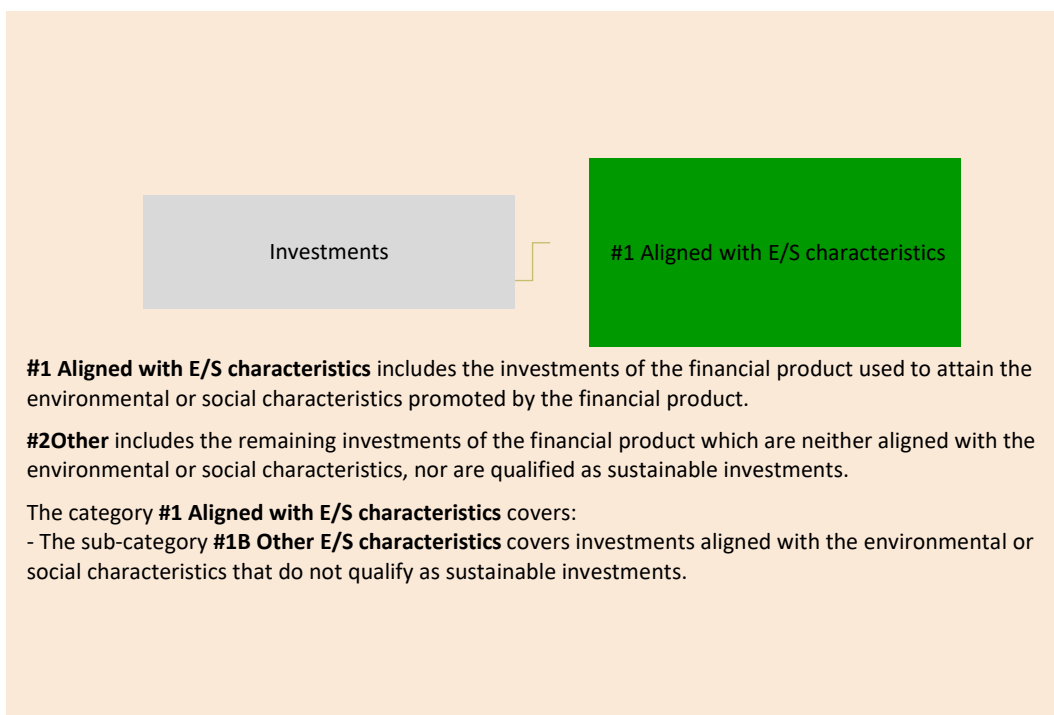 Investments
#1 Aligned with E/S characteristics
#1 Aligned with E/S characteristics includes the investments of the financial product used to attain the
environmental or social characteristics promoted by the financial product.
#2Other includes the remaining investments of the financial product which are neither aligned with the
environmental or social characteristics, nor are qualified as sustainable investments.
The category #1 Aligned with E/S characteristics covers:
- The sub-category #1B Other E/S characteristics covers investments aligned with the environmental or
social characteristics that do not qualify as sustainable investments.